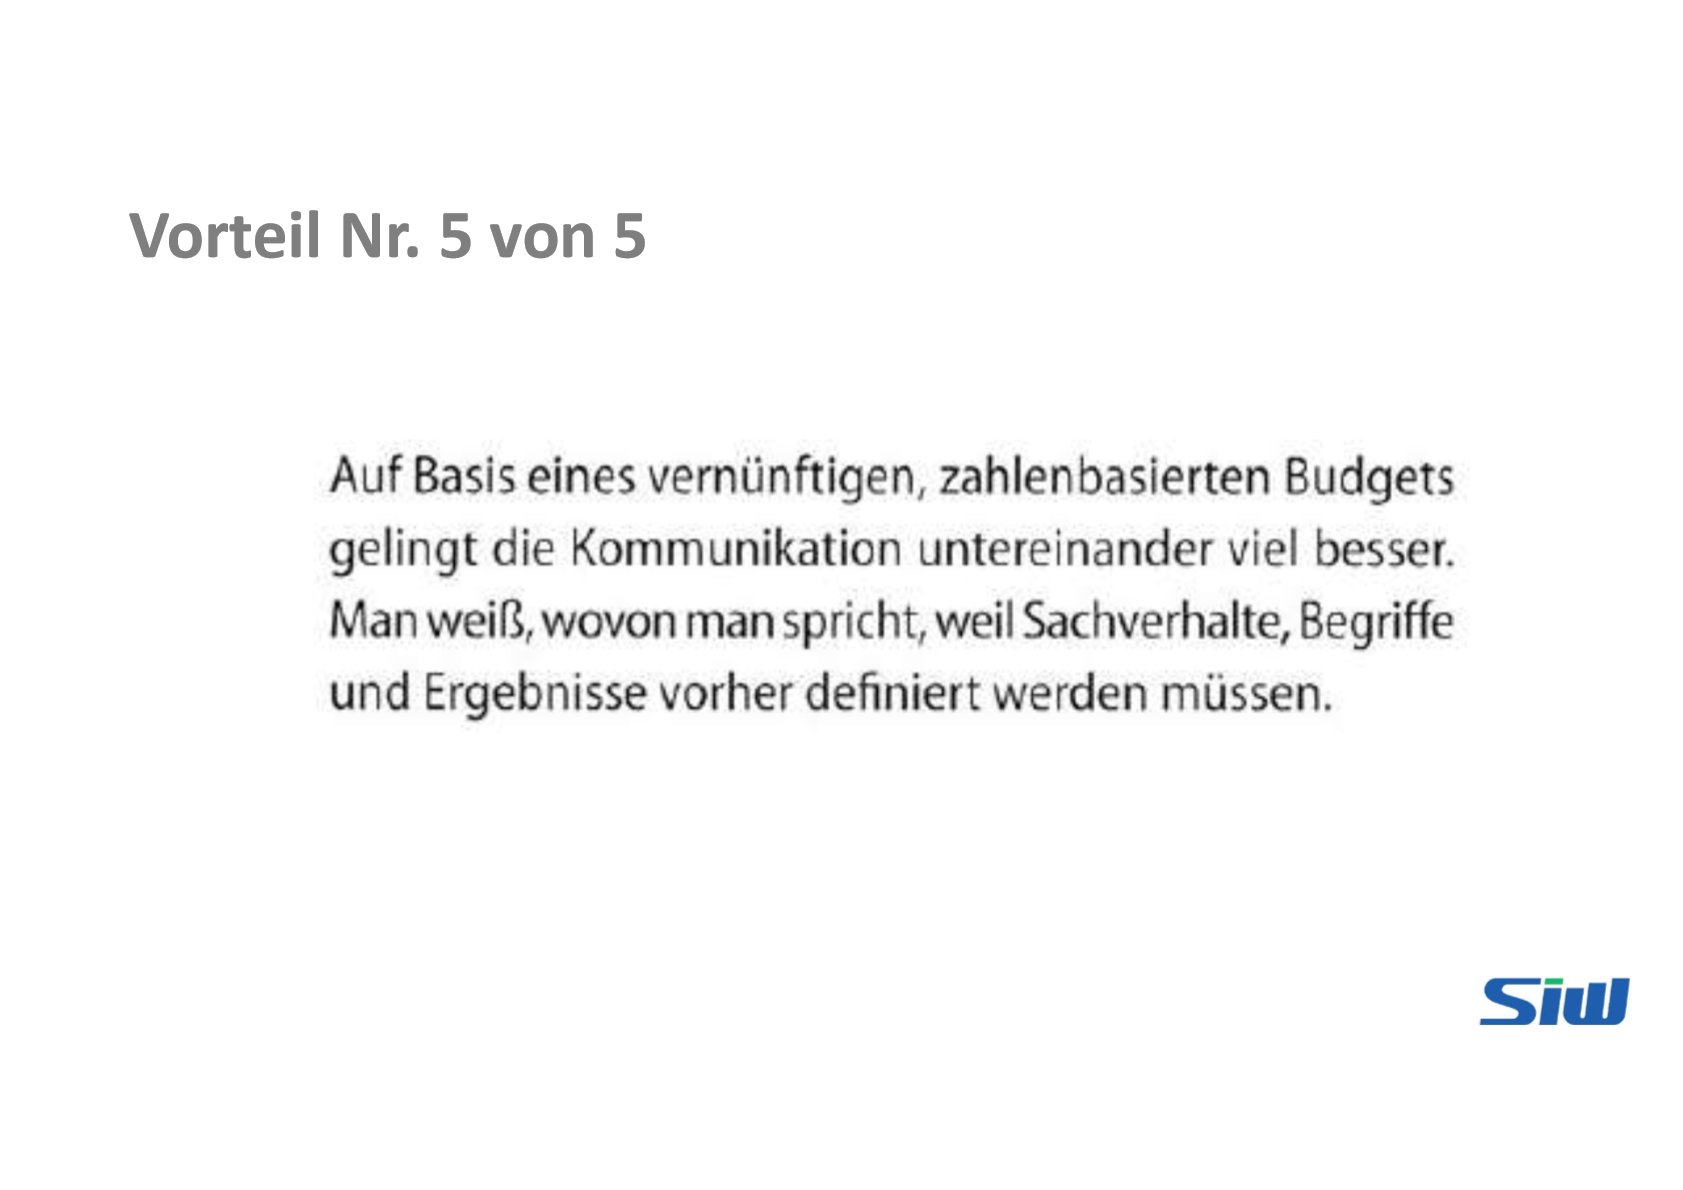 Vorteil Nr. 5 von 5
Auf Basis eines vernünftigen, zahlenbasierten Budgets
gelingt die Kommunikation untereinander viel besser.
Man weiß, wovon man spricht, weil Sachverhalte, Begriffe
und Ergebnisse vorher definiert werden müssen.
Siw